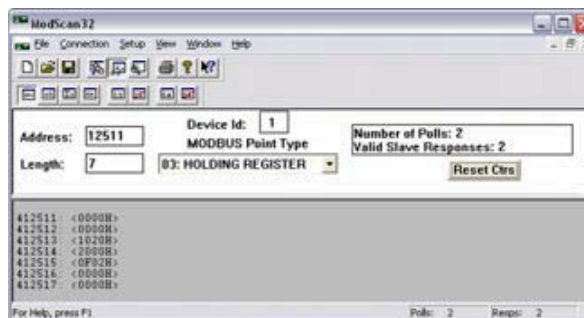 ModScan32
File Connection Setup View Window Help
Address: 12511
Device Id: 1
MODBUS Point Type
Length: 7
03: HOLDING REGISTER
Number of Polls: 2
Valid Slave Responses: 2
Reset Ctrs
412511: <0000H>
412512: <0000H>
412513: <1020H>
412514: <2000H>
412515: <0F02H>
412516: <0000H>
412517: <0000H>
For Help, press F1
Polls: 2
Resps: 2